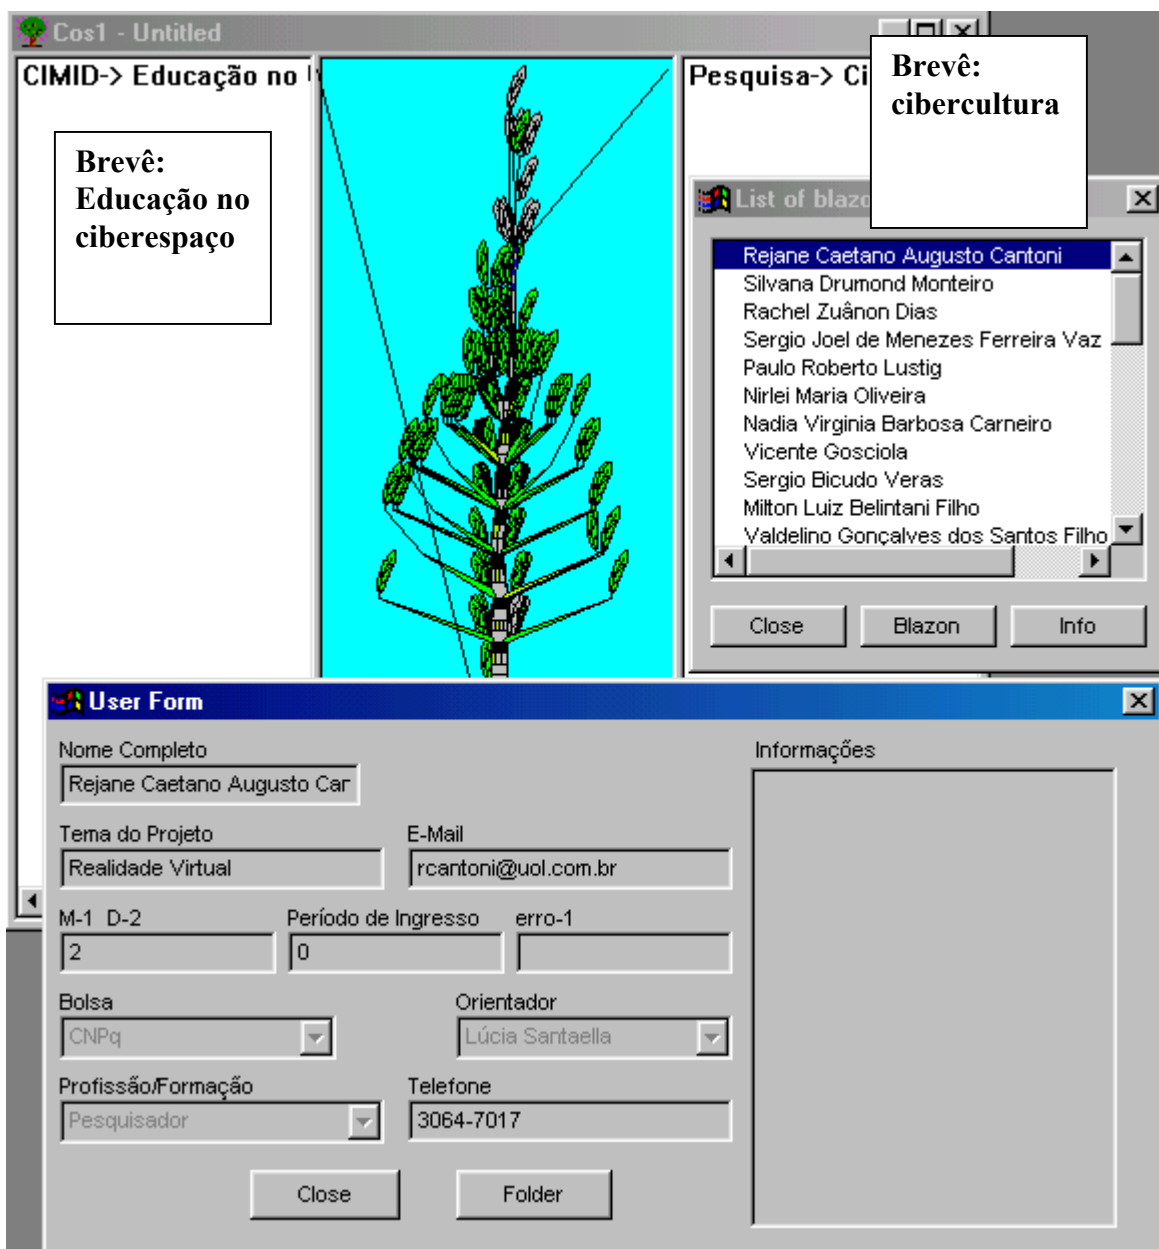 Cos1 - Untitled
CIMID-> Educação no
Pesquisa-> Ci
Brevê:
cibercultura
Brevê:
Educação no
ciberespaço
List of blazo
Rejane Caetano Augusto Cantoni
Silvana Drumond Monteiro
Rachel Zuânon Dias
Sergio Joel de Menezes Ferreira Vaz
Paulo Roberto Lustig
Nirlei Maria Oliveira
Nadia Virginia Barbosa Carneiro
Vicente Gosciola
Sergio Bicudo Veras
Milton Luiz Belintani Filho
Valdelino Gonçalves dos Santos Filho
Close Blazon Info
User Form
Nome Completo Informações
Rejane Caetano Augusto Car
Tema do Projeto E-Mail
Realidade Virtual rcantoni@uol.com.br
M-1 D-2 Período de Ingresso erro-1
2 0
Bolsa Orientador
CNPq Lúcia Santaella
Profissão/Formação Telefone
Pesquisador 3064-7017
Close Folder